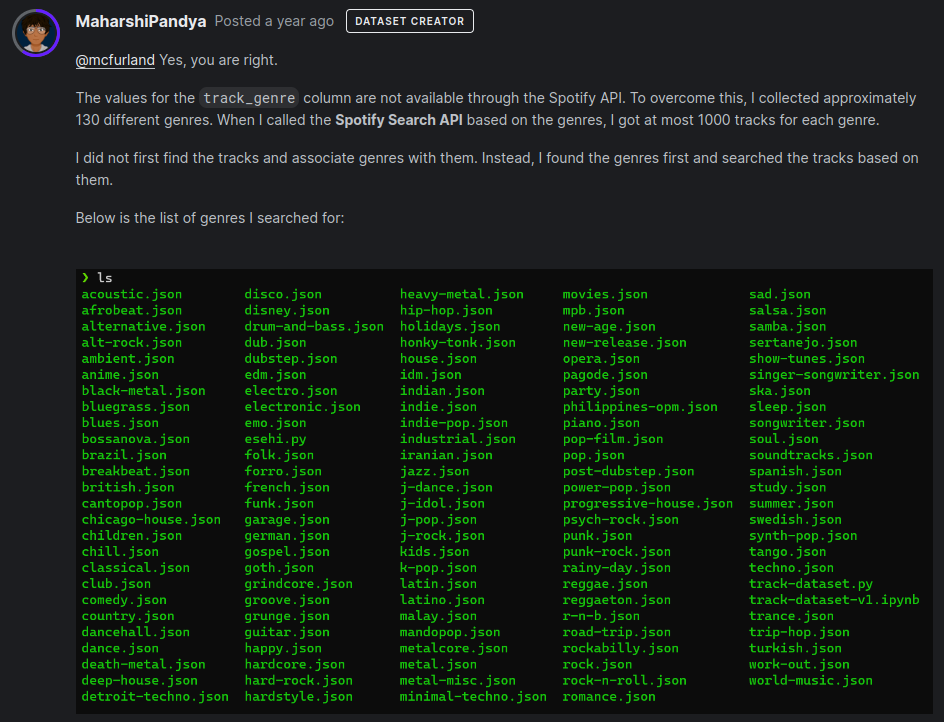 MaharshiPandya Posted a year ago DATASET CREATOR
@mcfurland Yes, you are right.
The values for the track_genre column are not available through the Spotify API. To overcome this, I collected approximately
130 different genres. When I called the Spotify Search API based on the genres, I got at most 1000 tracks for each genre.
I did not first find the tracks and associate genres with them. Instead, I found the genres first and searched the tracks based on
them.
Below is the list of genres I searched for:
❯ ls
acoustic.json disco.json heavy-metal.json movies.json sad.json
afrobeat.json disney.json hip-hop.json mpb.json salsa.json
alternative.json drum-and-bass.json holidays.json new-age.json samba.json
alt-rock.json dub.json honky-tonk.json new-release.json sertanejo.json
ambient.json dubstep.json house.json opera.json show-tunes.json
anime.json edm.json idm.json pagode.json singer-songwriter.json
black-metal.json electro.json indian.json party.json ska.json
bluegrass.json electronic.json indie.json philippines-opm.json sleep.json
blues.json emo.json indie-pop.json piano.json songwriter.json
bossanova.json esehi.py industrial.json pop-film.json soul.json
brazil.json folk.json iranian.json pop.json soundtracks.json
breakbeat.json forro.json jazz.json post-dubstep.json spanish.json
british.json french.json j-dance.json power-pop.json study.json
cantopop.json funk.json j-idol.json progressive-house.json summer.json
chicago-house.json garage.json j-pop.json psych-rock.json swedish.json
children.json german.json j-rock.json punk.json synth-pop.json
chill.json gospel.json kids.json punk-rock.json tango.json
classical.json goth.json k-pop.json rainy-day.json techno.json
club.json grindcore.json latin.json reggae.json track-dataset.py
comedy.json groove.json latino.json reggaeton.json track-dataset-v1.ipynb
country.json grunge.json malay.json r-n-b.json trance.json
dancehall.json guitar.json mandopop.json road-trip.json trip-hop.json
dance.json happy.json metalcore.json rockabilly.json turkish.json
death-metal.json hardcore.json metal.json rock.json work-out.json
deep-house.json hard-rock.json metal-misc.json rock-n-roll.json world-music.json
detroit-techno.json hardstyle.json minimal-techno.json romance.json